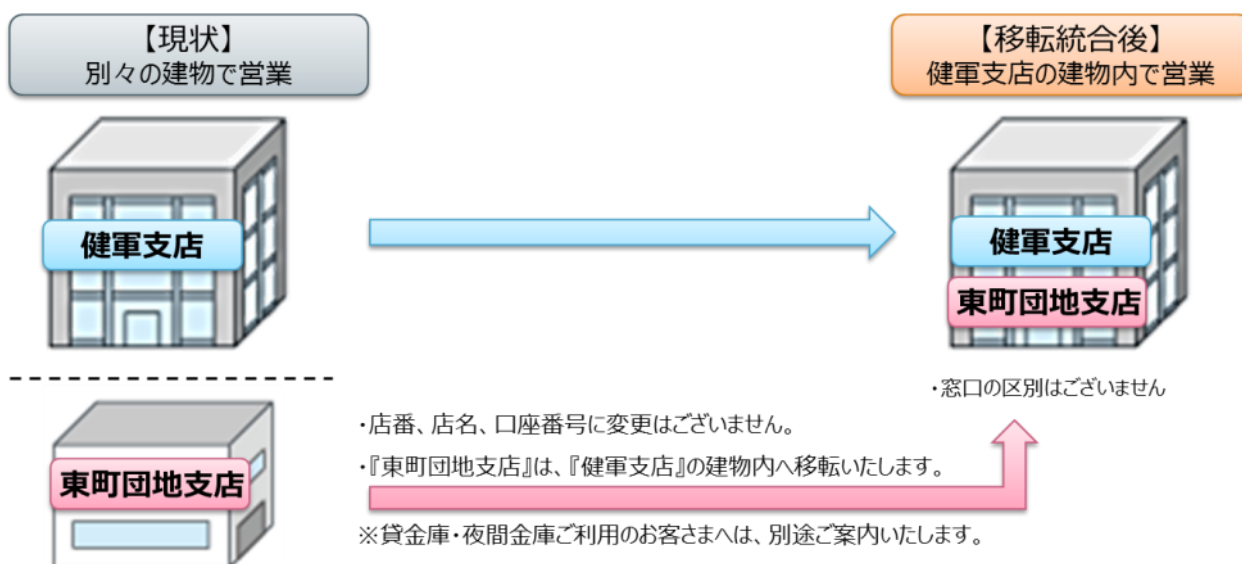 【現状】
別々の建物で営業
【移転統合後】
健軍支店の建物内で営業
健軍支店
健軍支店
東町団地支店
・窓口の区別はございません
東町団地支店
・店番、店名、口座番号に変更はございません。
・『東町団地支店』は、『健軍支店』の建物内へ移転いたします。
※貸金庫・夜間金庫ご利用のお客さまへは、別途ご案内いたします。